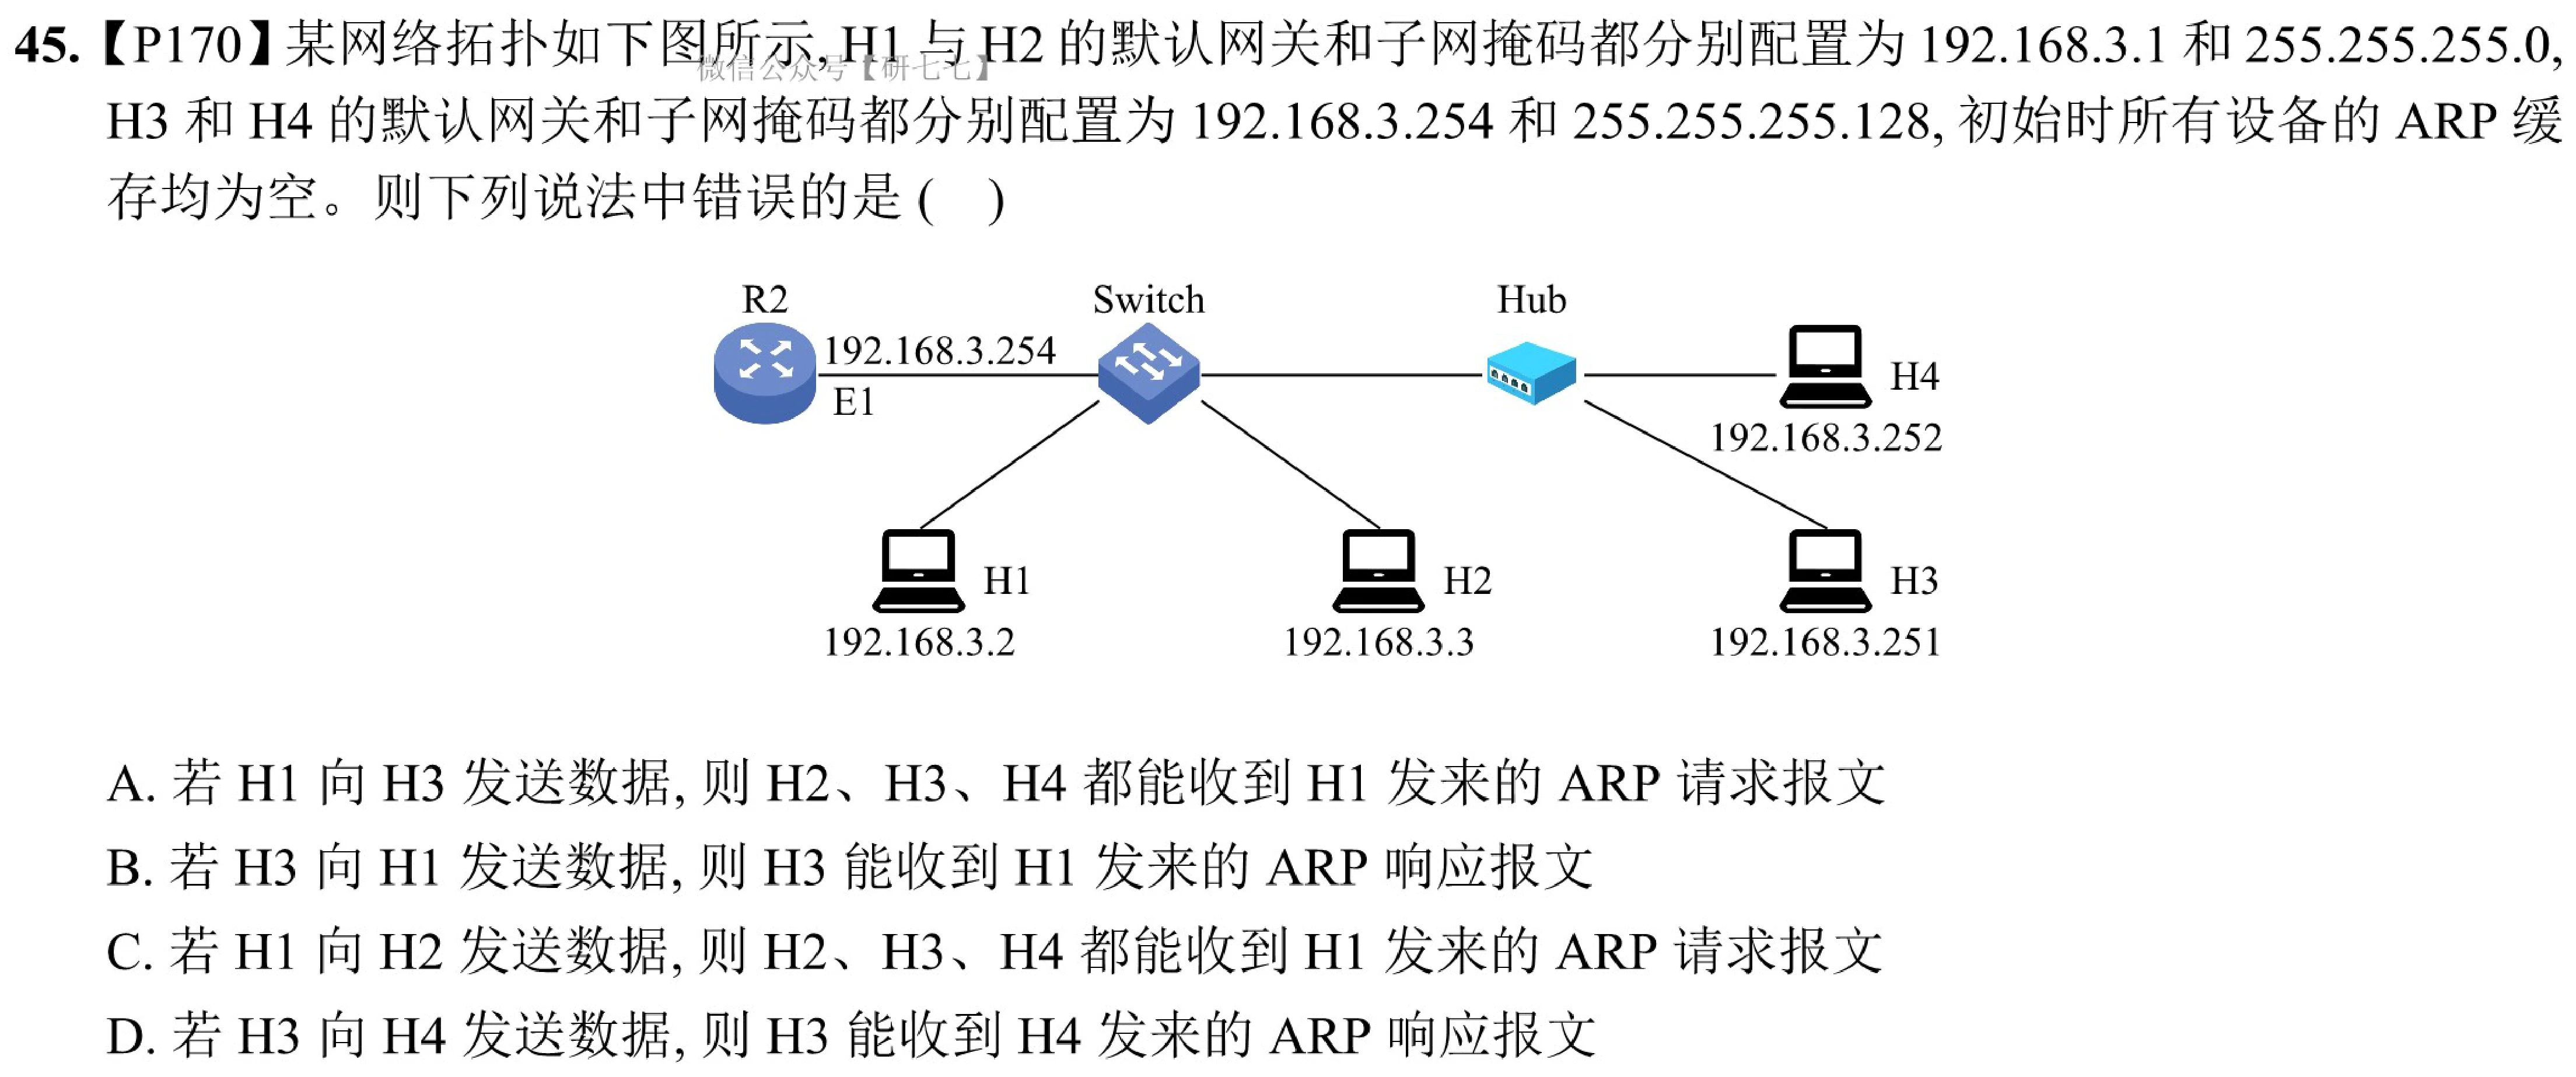 45.【P170】某网络拓扑如下图所示, H1 与 H2 的默认网关和子网掩码都分别配置为 192.168.3.1 和 255.255.255.0,
微信公众号【研七七】
H3 和 H4 的默认网关和子网掩码都分别配置为 192.168.3.254 和 255.255.255.128, 初始时所有设备的 ARP 缓
存均为空。则下列说法中错误的是 ( )
R2 Switch Hub
192.168.3.254
E1
H4
192.168.3.252
H1 H2 H3
192.168.3.2 192.168.3.3 192.168.3.251
A. 若 H1 向 H3 发送数据, 则 H2、H3、H4 都能收到 H1 发来的 ARP 请求报文
B. 若 H3 向 H1 发送数据, 则 H3 能收到 H1 发来的 ARP 响应报文
C. 若 H1 向 H2 发送数据, 则 H2、H3、H4 都能收到 H1 发来的 ARP 请求报文
D. 若 H3 向 H4 发送数据, 则 H3 能收到 H4 发来的 ARP 响应报文